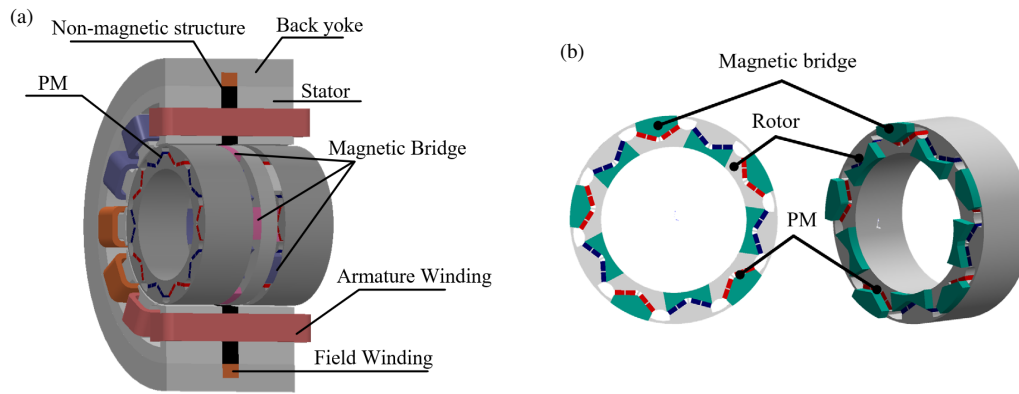 (a)
Non-magnetic structure
Back yoke
PM
Stator
Magnetic Bridge
Armature Winding
Field Winding
(b)
Magnetic bridge
Rotor
PM